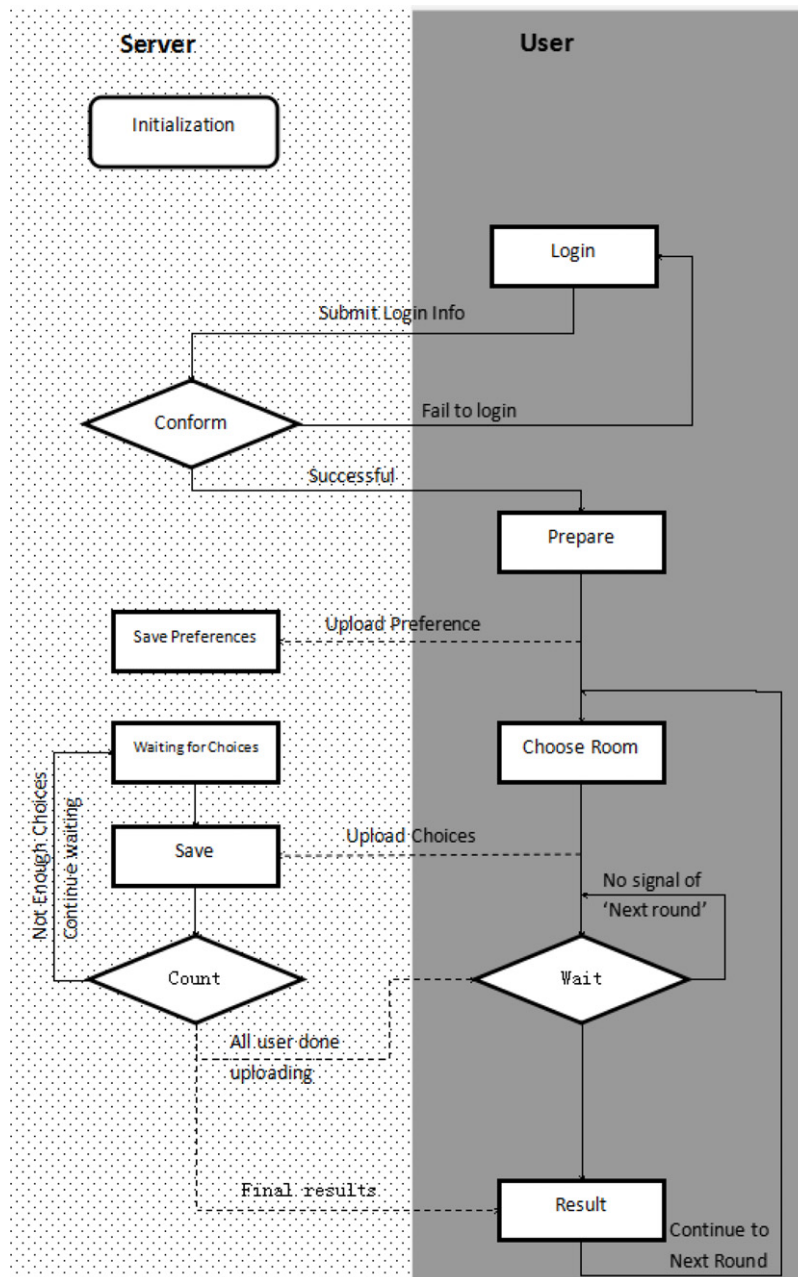 Server
User
Initialization
Login
Submit Login Info
Conform
Fail to login
Successful
Prepare
Save Preferences
Upload Preference
Waiting for Choices
Choose Room
Not Enough Choices
Continue waiting
Save
Upload Choices
No signal of
‘Next round’
Count
Wait
All user done
uploading
Final results
Result
Continue to
Next Round